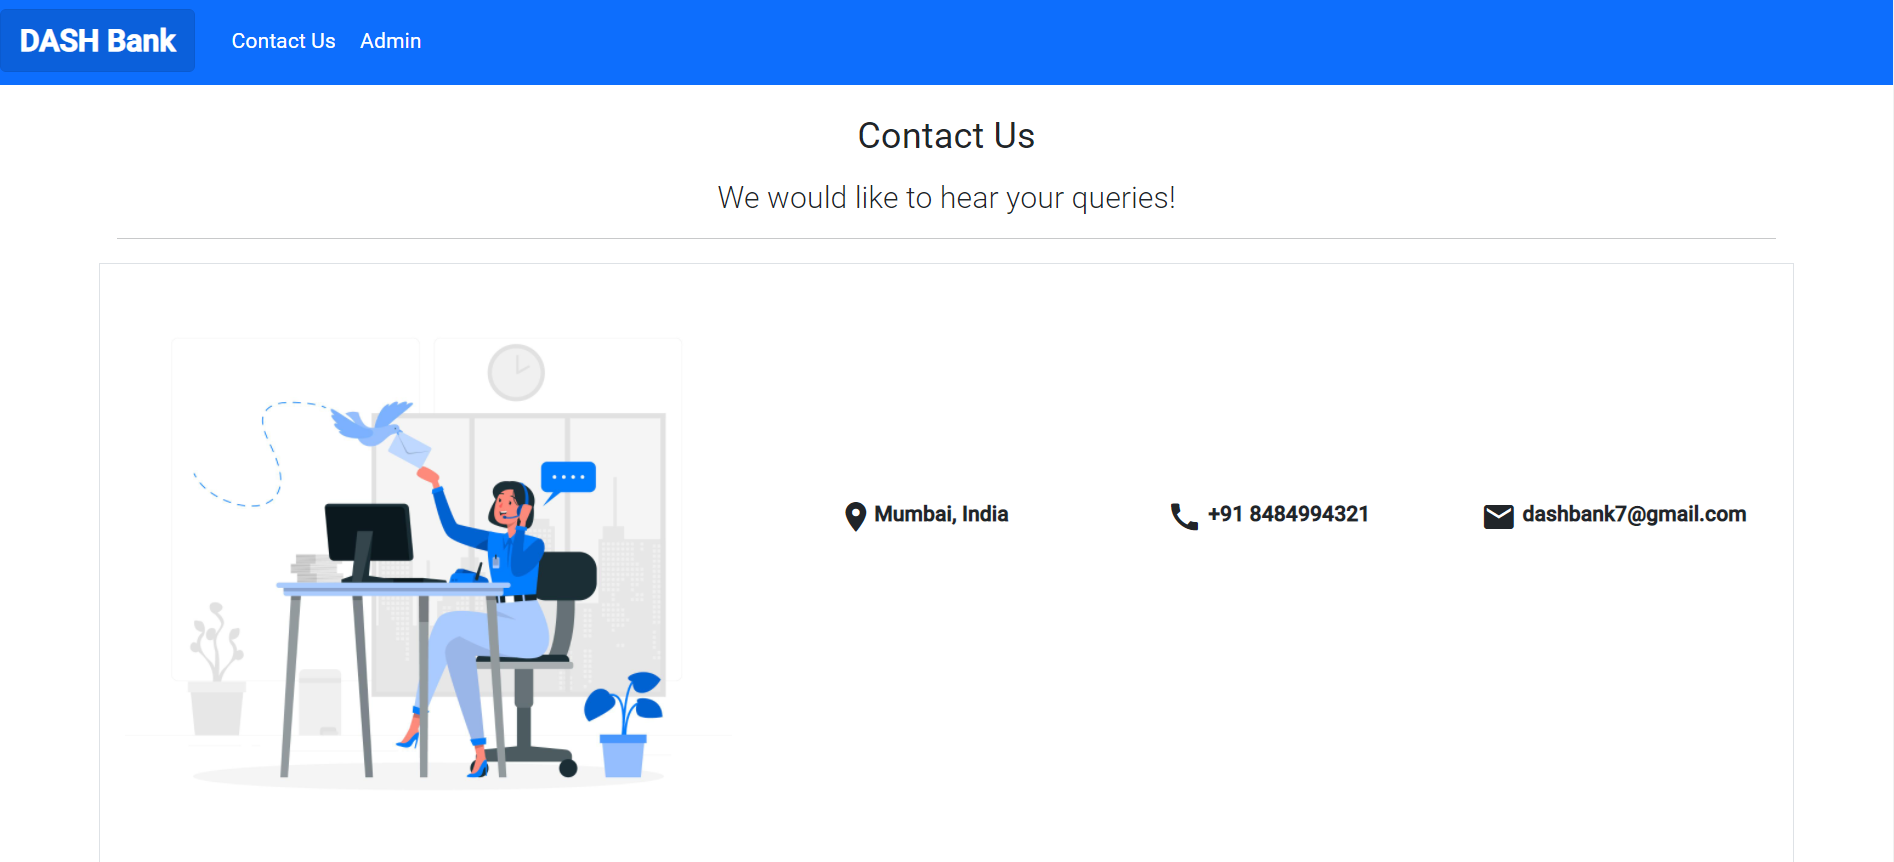 DASH Bank Contact Us Admin
Contact Us
We would like to hear your queries!
Mumbai, India +91 8484994321 dashbank7@gmail.com